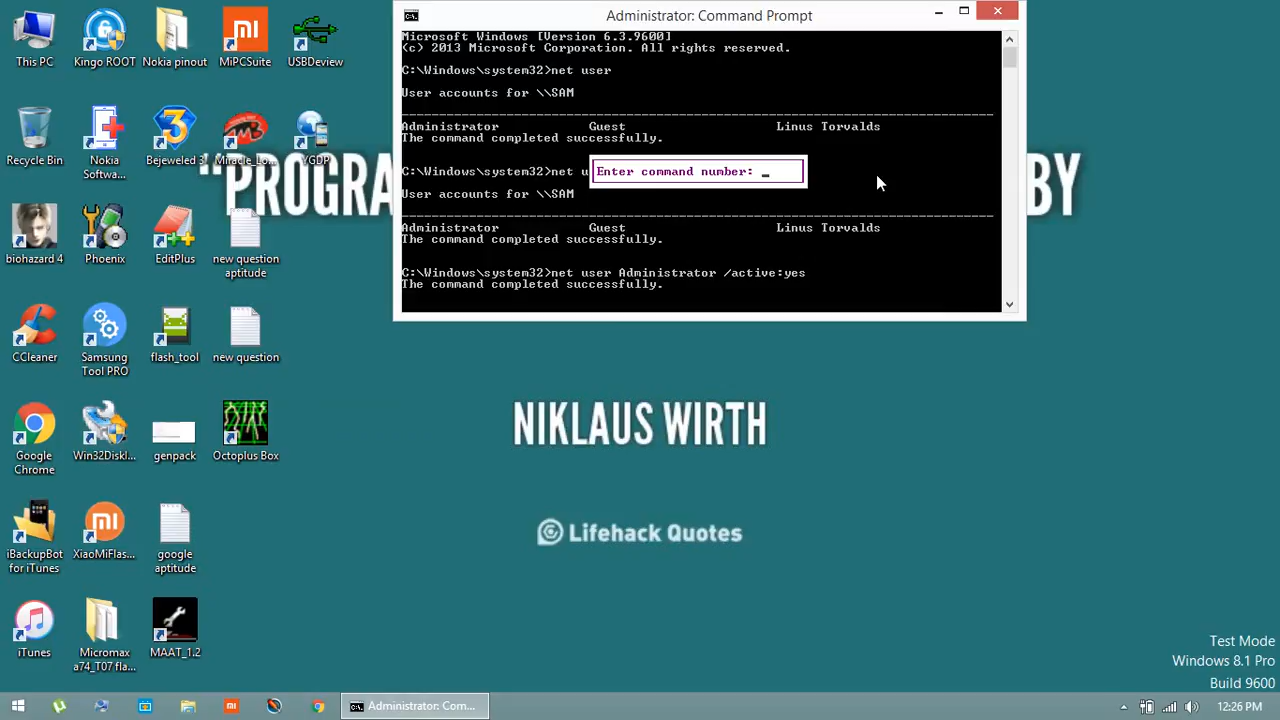 Administrator: Command Prompt
Microsoft Windows [Version 6.3.9600]
(c) 2013 Microsoft Corporation. All rights reserved.
C:\Windows\system32>net user
User accounts for \\SAM
Administrator Guest Linus Torvalds
The command completed successfully.
C:\Windows\system32>net u
Enter command number: _
User accounts for \\SAM
Administrator Guest Linus Torvalds
The command completed successfully.
C:\Windows\system32>net user Administrator /active:yes
The command completed successfully.
This PC
Kingo ROOT
Nokia pinout
MiPCSuite
USBDeview
Recycle Bin
Nokia Softwa...
Bejeweled 3
Miracle_Lo...
VGDP
biohazard 4
Phoenix
EditPlus
new question aptitude
CCleaner
Samsung Tool PRO
flash_tool
new question
Google Chrome
Win32Diskl...
genpack
Octoplus Box
iBackupBot for iTunes
XiaoMiFlas...
google aptitude
iTunes
Micromax a74_T07 fla...
MAAT_1.2
"PROGRA
BY
NIKLAUS WIRTH
Lifehack Quotes
Test Mode
Windows 8.1 Pro
Build 9600
Administrator: Com...
12:26 PM